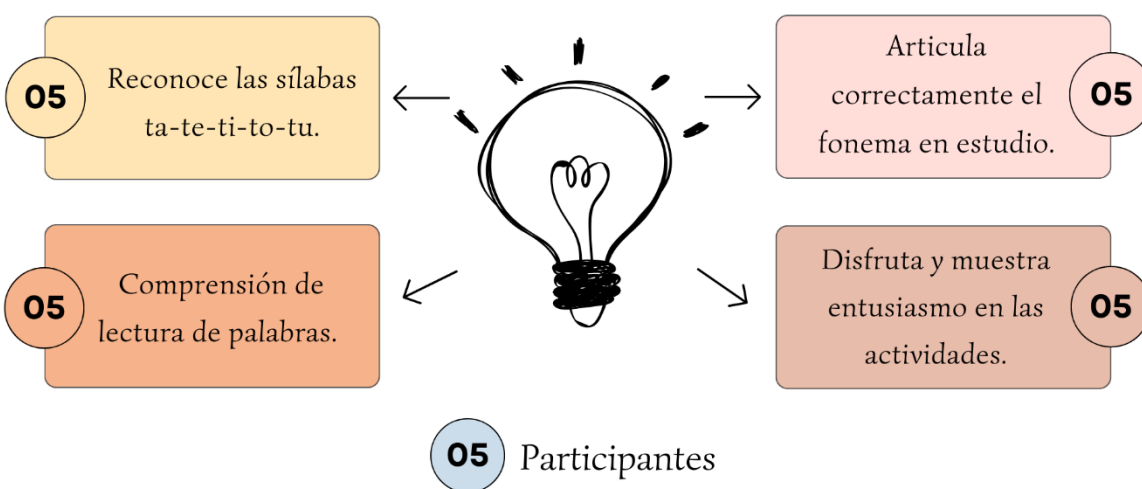 05
Reconoce las sílabas
ta-te-ti-to-tu.
Articula
correctamente el
fonema en estudio.
05
05
Comprensión de
lectura de palabras.
Disfruta y muestra
entusiasmo en las
actividades.
05
05 Participantes